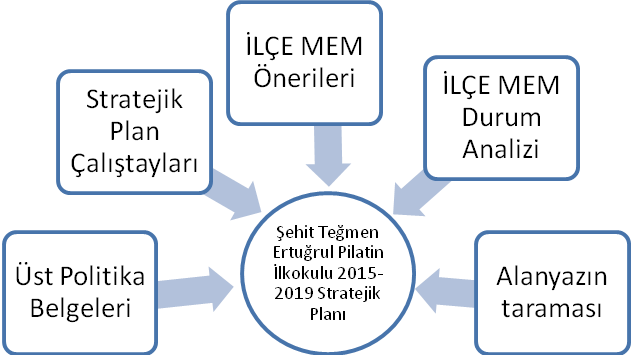 İLÇE MEM
Önerileri
Stratejik
Plan
Çalıştayları
İLÇE MEM
Durum
Analizi
Üst Politika
Belgeleri
Şehit Teğmen
Ertuğrul Pilatin
İlkokulu 2015-
2019 Stratejik
Planı
Alanyazın
taraması